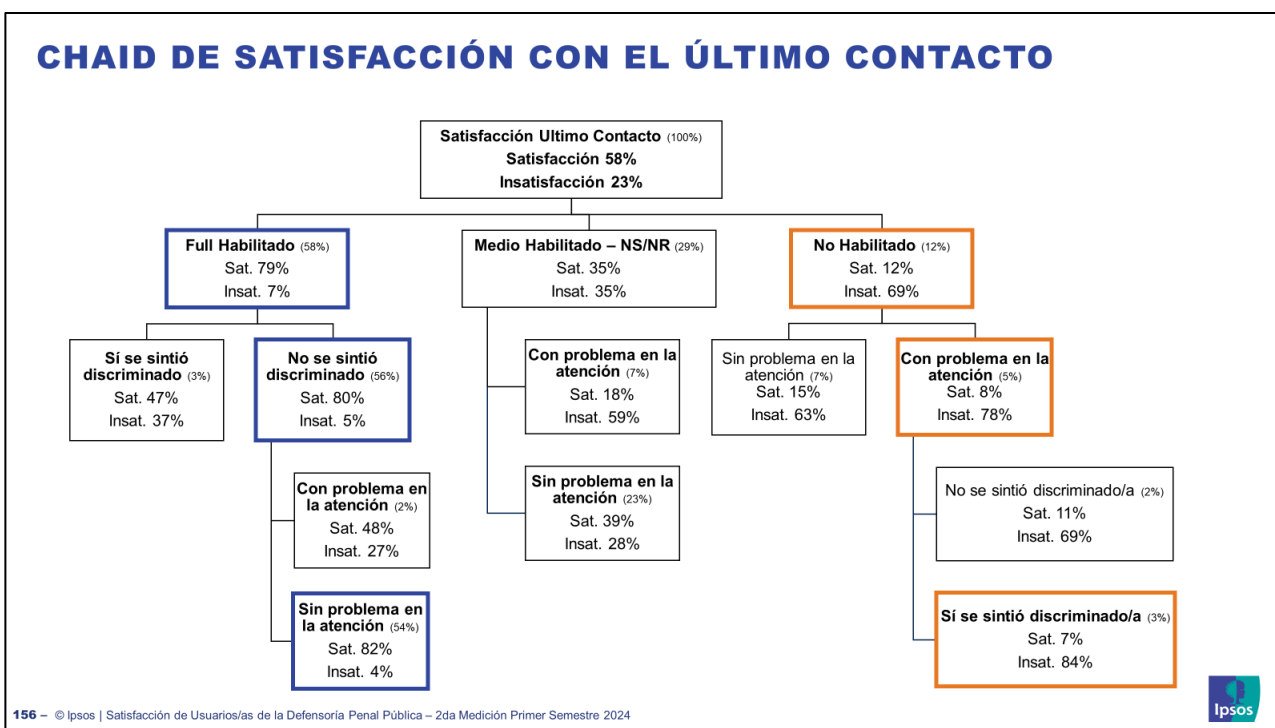 CHAID DE SATISFACCIÓN CON EL ÚLTIMO CONTACTO
Satisfacción Ultimo Contacto (100%)
Satisfacción 58%
Insatisfacción 23%
Full Habilitado (58%)
Sat. 79%
Insat. 7%
Medio Habilitado – NS/NR (29%)
Sat. 35%
Insat. 35%
No Habilitado (12%)
Sat. 12%
Insat. 69%
Sí se sintió
discriminado (3%)
Sat. 47%
Insat. 37%
No se sintió
discriminado (56%)
Sat. 80%
Insat. 5%
Con problema en la
atención (7%)
Sat. 18%
Insat. 59%
Sin problema en la
atención (7%)
Sat. 15%
Insat. 63%
Con problema en la
atención (5%)
Sat. 8%
Insat. 78%
Con problema en
la atención (2%)
Sat. 48%
Insat. 27%
Sin problema en la
atención (23%)
Sat. 39%
Insat. 28%
No se sintió discriminado/a (2%)
Sat. 11%
Insat. 69%
Sin problema en
la atención (54%)
Sat. 82%
Insat. 4%
Sí se sintió discriminado/a (3%)
Sat. 7%
Insat. 84%
156 – © Ipsos | Satisfacción de Usuarios/as de la Defensoría Penal Pública – 2da Medición Primer Semestre 2024
Ipsos